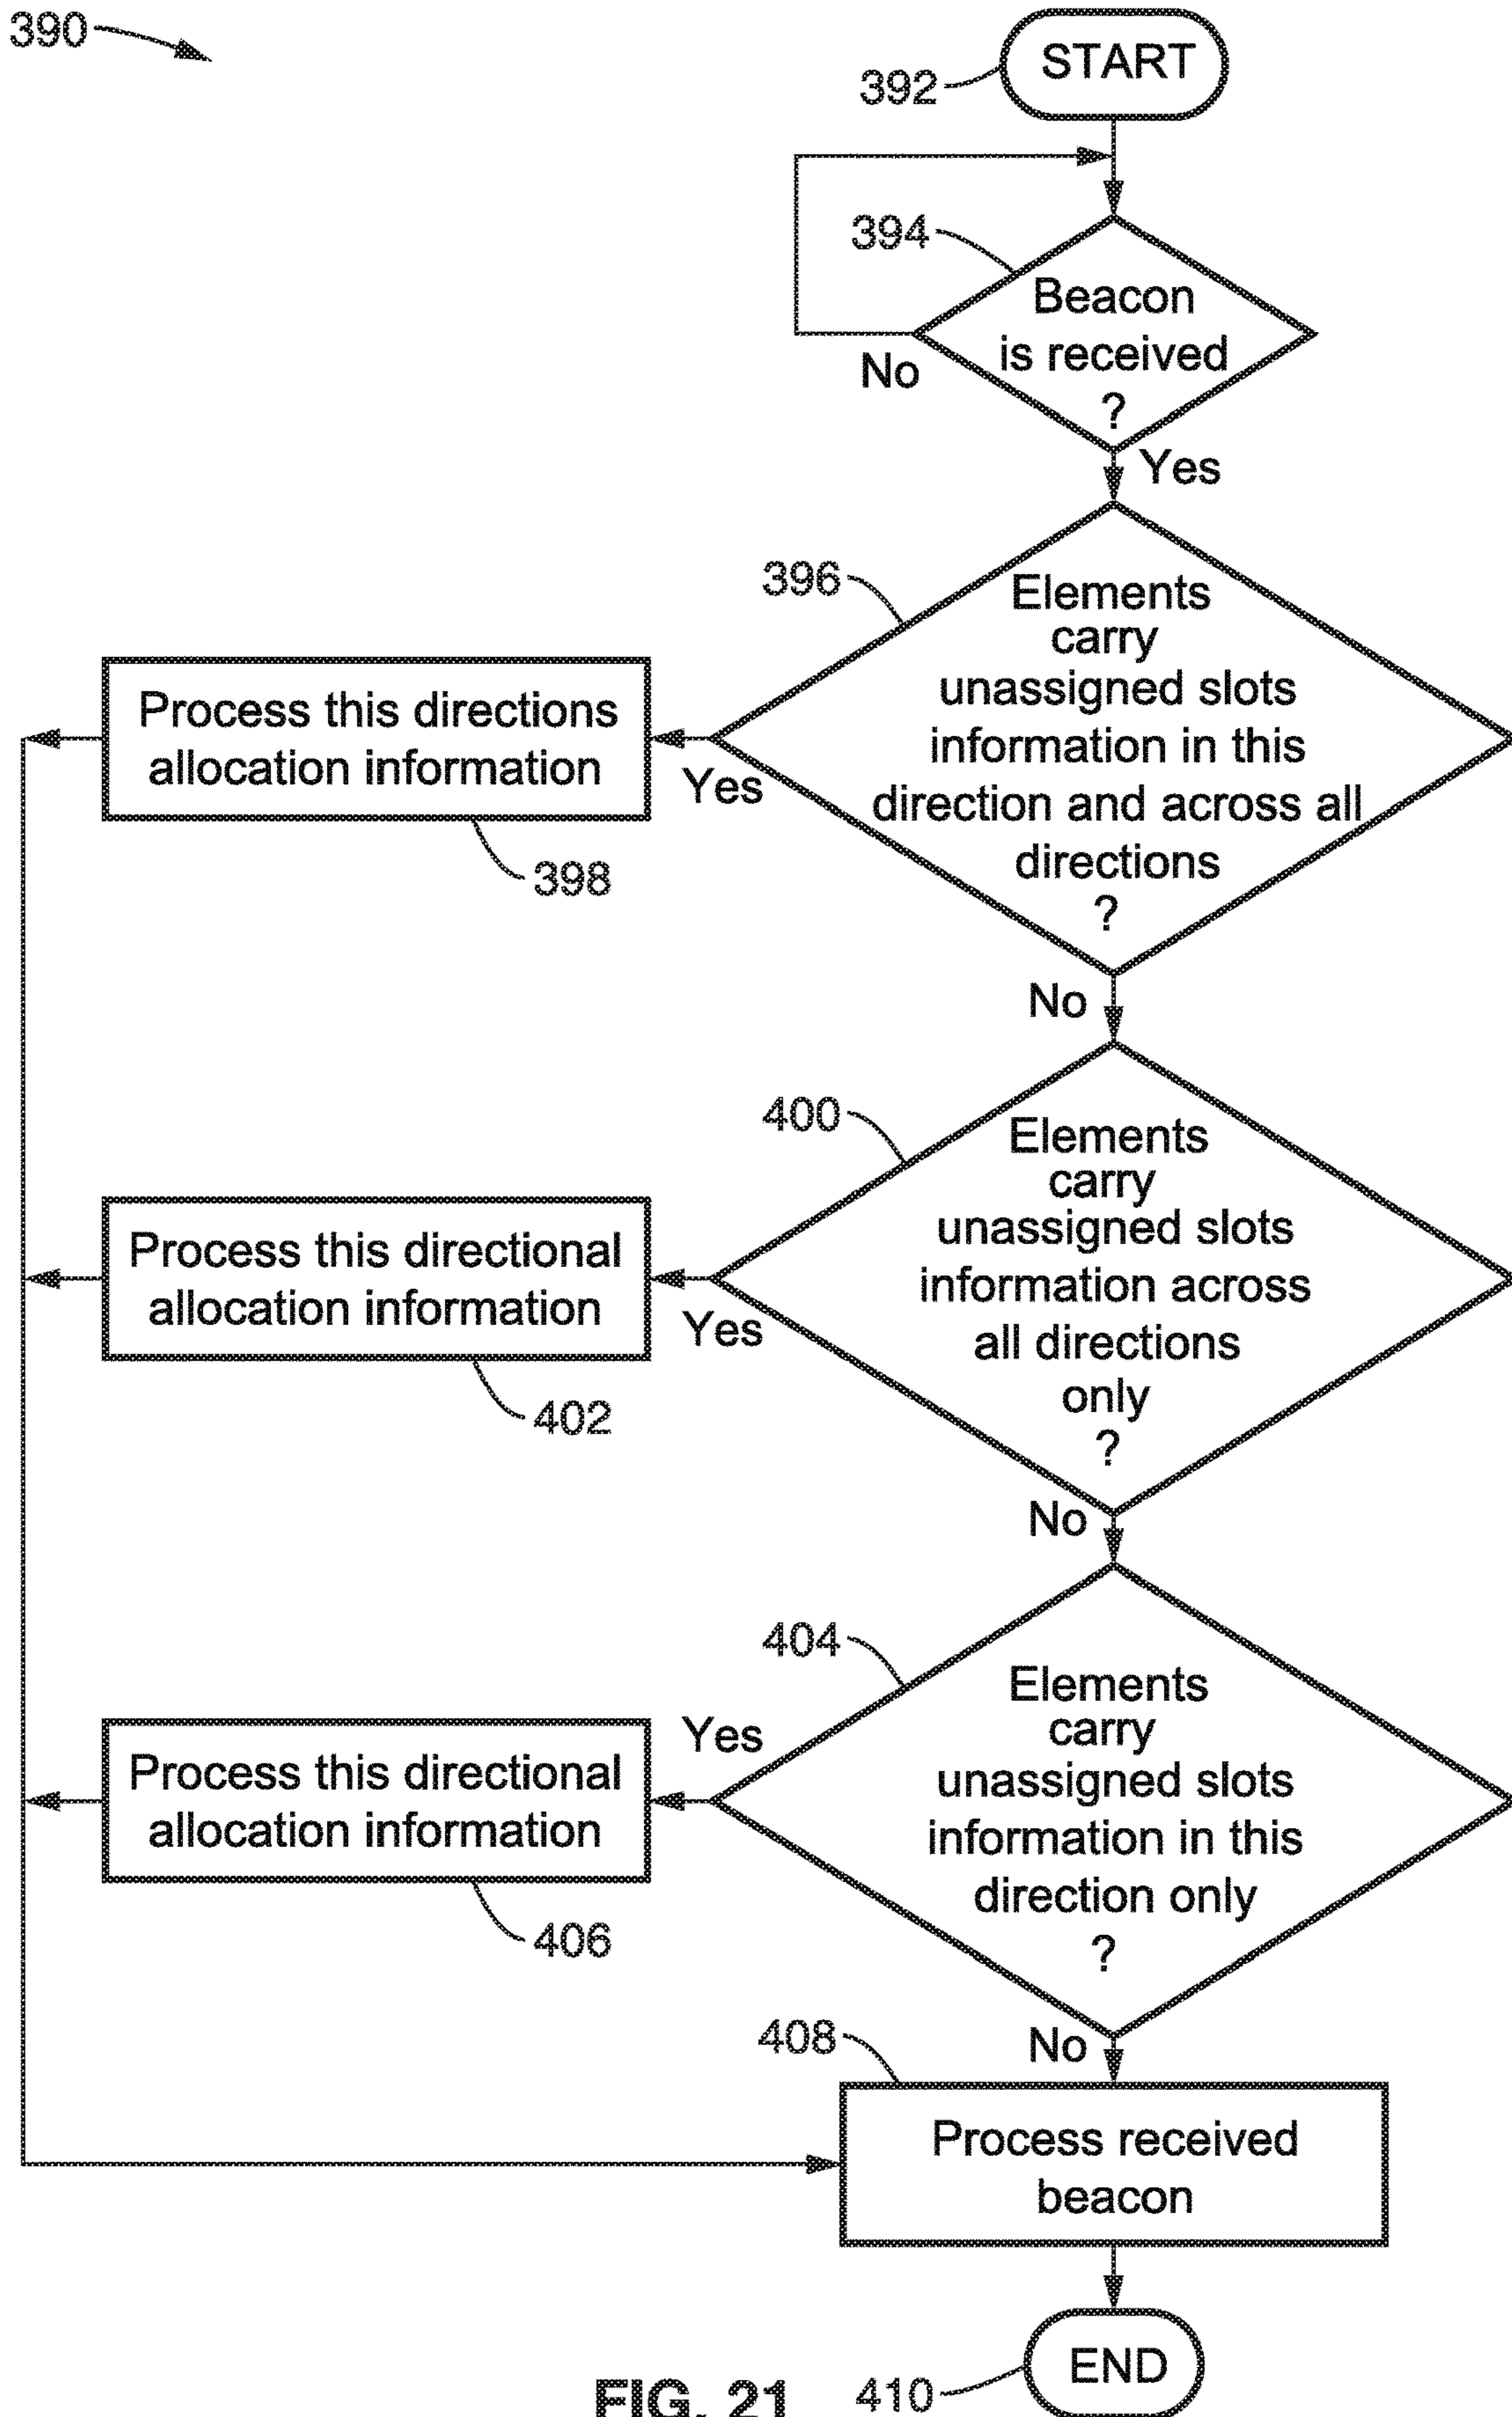 390
START
392
394
Beacon
is received
?
No
Yes
396
Elements
carry
unassigned slots
information in this
direction and across all
directions
?
Process this directions
allocation information
Yes
398
No
400
Elements
carry
unassigned slots
information across
all directions
only
?
Process this directional
allocation information
Yes
402
No
404
Elements
carry
unassigned slots
information in this
direction only
?
Yes
Process this directional
allocation information
406
408
No
Process received
beacon
END
410
FIG. 21